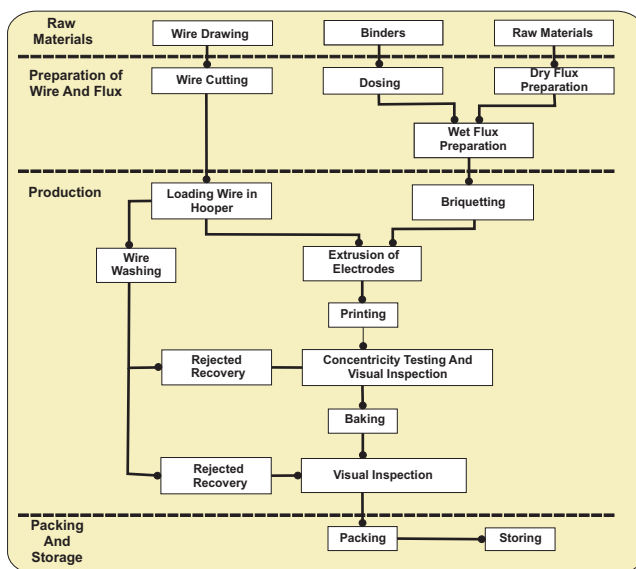 Raw
Materials
Wire Drawing
Binders
Raw Materials
Preparation of
Wire And Flux
Wire Cutting
Dosing
Dry Flux
Preparation
Wet Flux
Preparation
Production
Loading Wire in
Hooper
Briquetting
Wire
Washing
Extrusion of
Electrodes
Printing
Rejected
Recovery
Concentricity Testing And
Visual Inspection
Baking
Rejected
Recovery
Visual Inspection
Packing
And
Storage
Packing
Storing